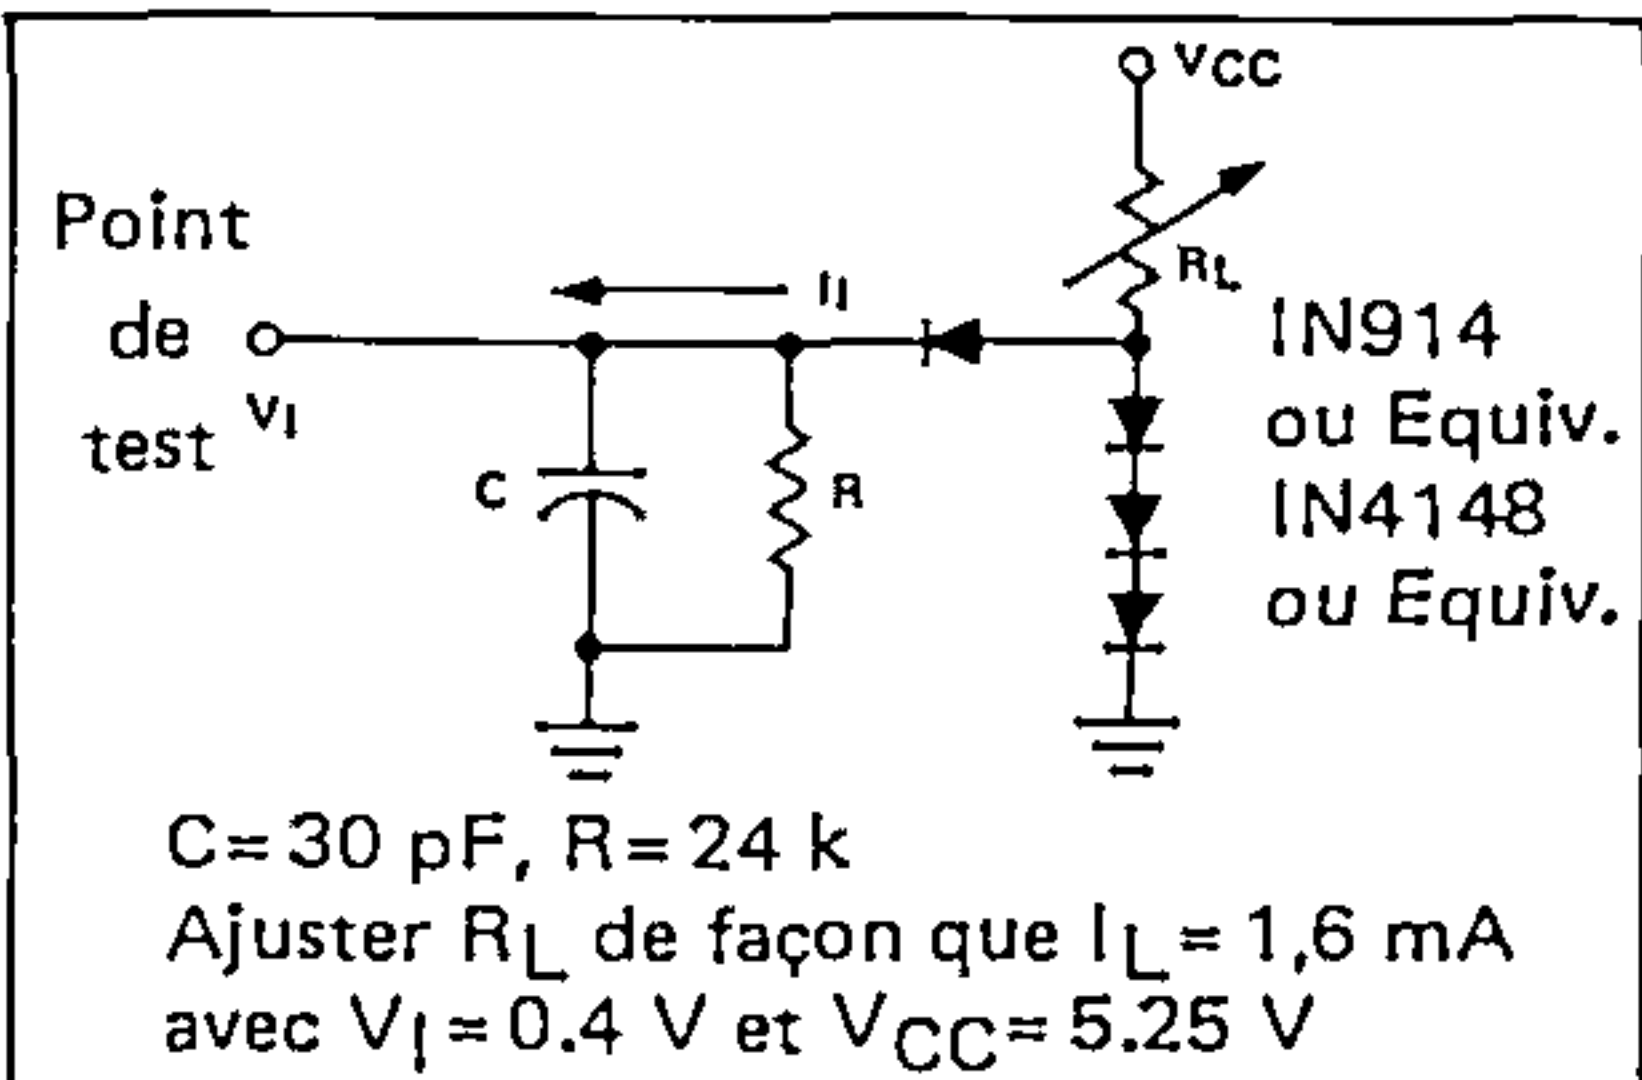 VCC
Point
de
test
VI
II
RL
IN914
ou Equiv.
IN4148
ou Equiv.
C
R
C = 30 pF, R = 24 k
Ajuster RL de façon que IL = 1,6 mA
avec VI = 0.4 V et VCC = 5.25 V